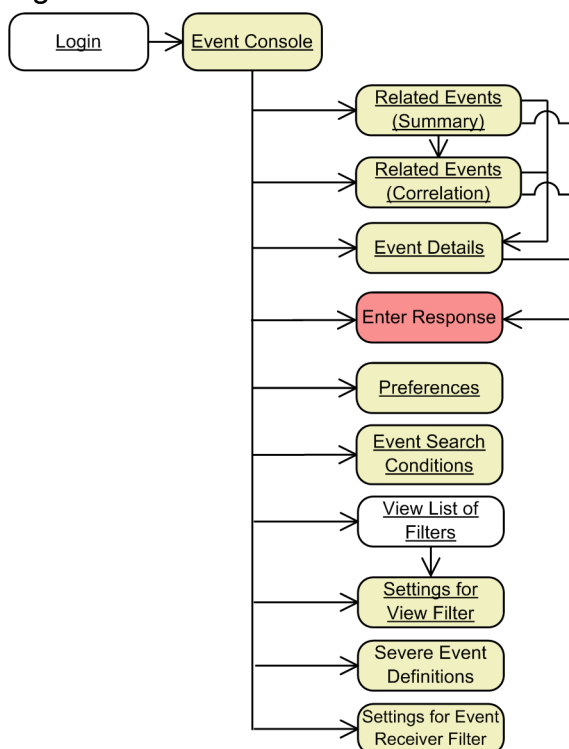 Login
Event Console
Related Events
(Summary)
Related Events
(Correlation)
Event Details
Enter Response
Preferences
Event Search
Conditions
View List of
Filters
Settings for
View Filter
Severe Event
Definitions
Settings for Event
Receiver Filter